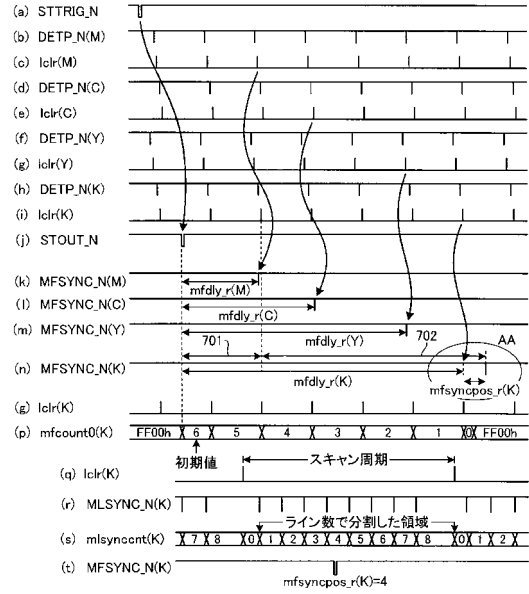 (a) STTRIG_N
(b) DETP_N(M)
(c) lclr(M)
(d) DETP_N(C)
(e) lclr(C)
(f) DETP_N(Y)
(g) iclr(Y)
(h) DETP_N(K)
(i) lclr(K)
(j) STOUT_N
(k) MFSYNC_N(M)
mfdly_r(M)
(l) MFSYNC_N(C)
mfdly_r(C)
(m) MFSYNC_N(Y)
mfdly_r(Y)
701 702 AA
(n) MFSYNC_N(K)
mfdly_r(K)
mfsyncpos_r(K)
(g) lclr(K)
(p) mfcount0(K) FF00h 6 5 4 3 2 1 0 FF00h
初期値 スキャン周期
(q) lclr(K)
(r) MLSYNC_N(K)
ライン数で分割した領域
(s) mlsynccnt(K) 7 8 0 1 2 3 4 5 6 7 8 0 1 2
(t) MFSYNC_N(K)
mfsyncpos_r(K)=4